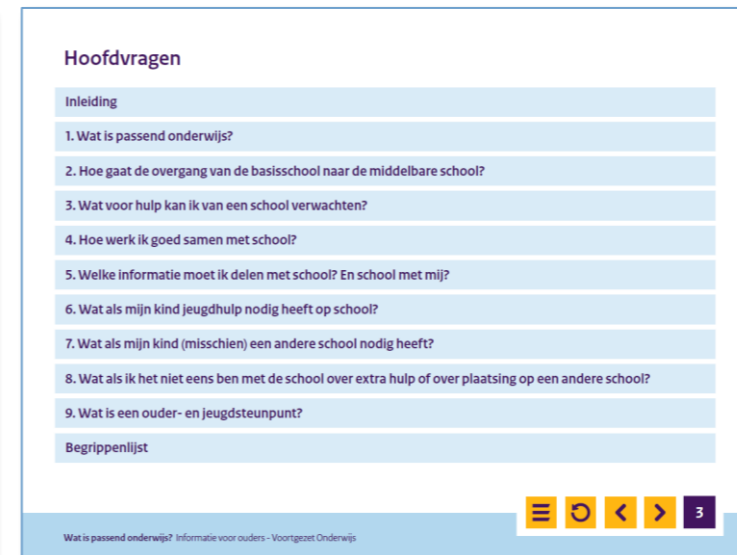 Hoofdvragen
Inleiding
1. Wat is passend onderwijs?
2. Hoe gaat de overgang van de basisschool naar de middelbare school?
3. Wat voor hulp kan ik van een school verwachten?
4. Hoe werk ik goed samen met school?
5. Welke informatie moet ik delen met school? En school met mij?
6. Wat als mijn kind jeugdhulp nodig heeft op school?
7. Wat als mijn kind (misschien) een andere school nodig heeft?
8. Wat als ik het niet eens ben met de school over extra hulp of over plaatsing op een andere school?
9. Wat is een ouder- en jeugdsteunpunt?
Begrippenlijst
3
Wat is passend onderwijs? Informatie voor ouders - Voortgezet Onderwijs